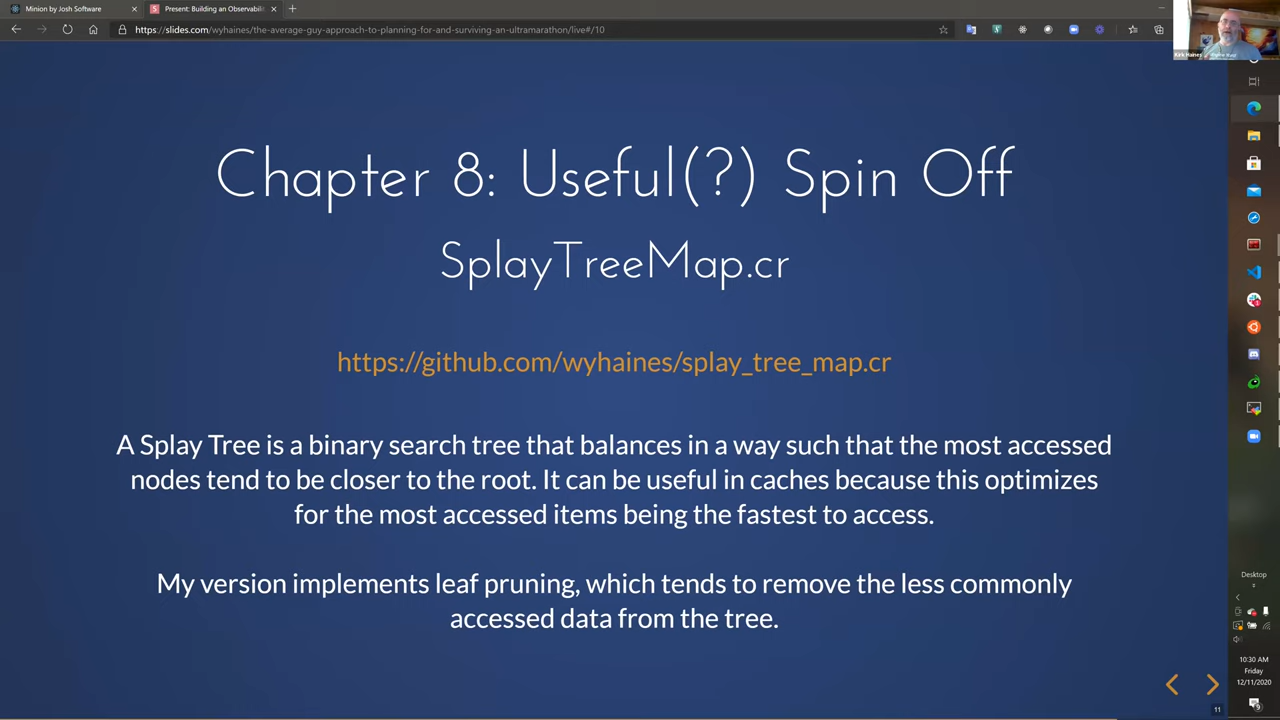 Minion by Josh Software
Present: Building an Observabili
https://slides.com/wyhaines/the-average-guy-approach-to-planning-for-and-surviving-an-ultramarathon/live#/10
Kirk Haines
Chapter 8: Useful(?) Spin Off
SplayTreeMap.cr
https://github.com/wyhaines/splay_tree_map.cr
A Splay Tree is a binary search tree that balances in a way such that the most accessed
nodes tend to be closer to the root. It can be useful in caches because this optimizes
for the most accessed items being the fastest to access.
My version implements leaf pruning, which tends to remove the less commonly
accessed data from the tree.
Desktop
10:30 AM
Friday
12/11/2020
11